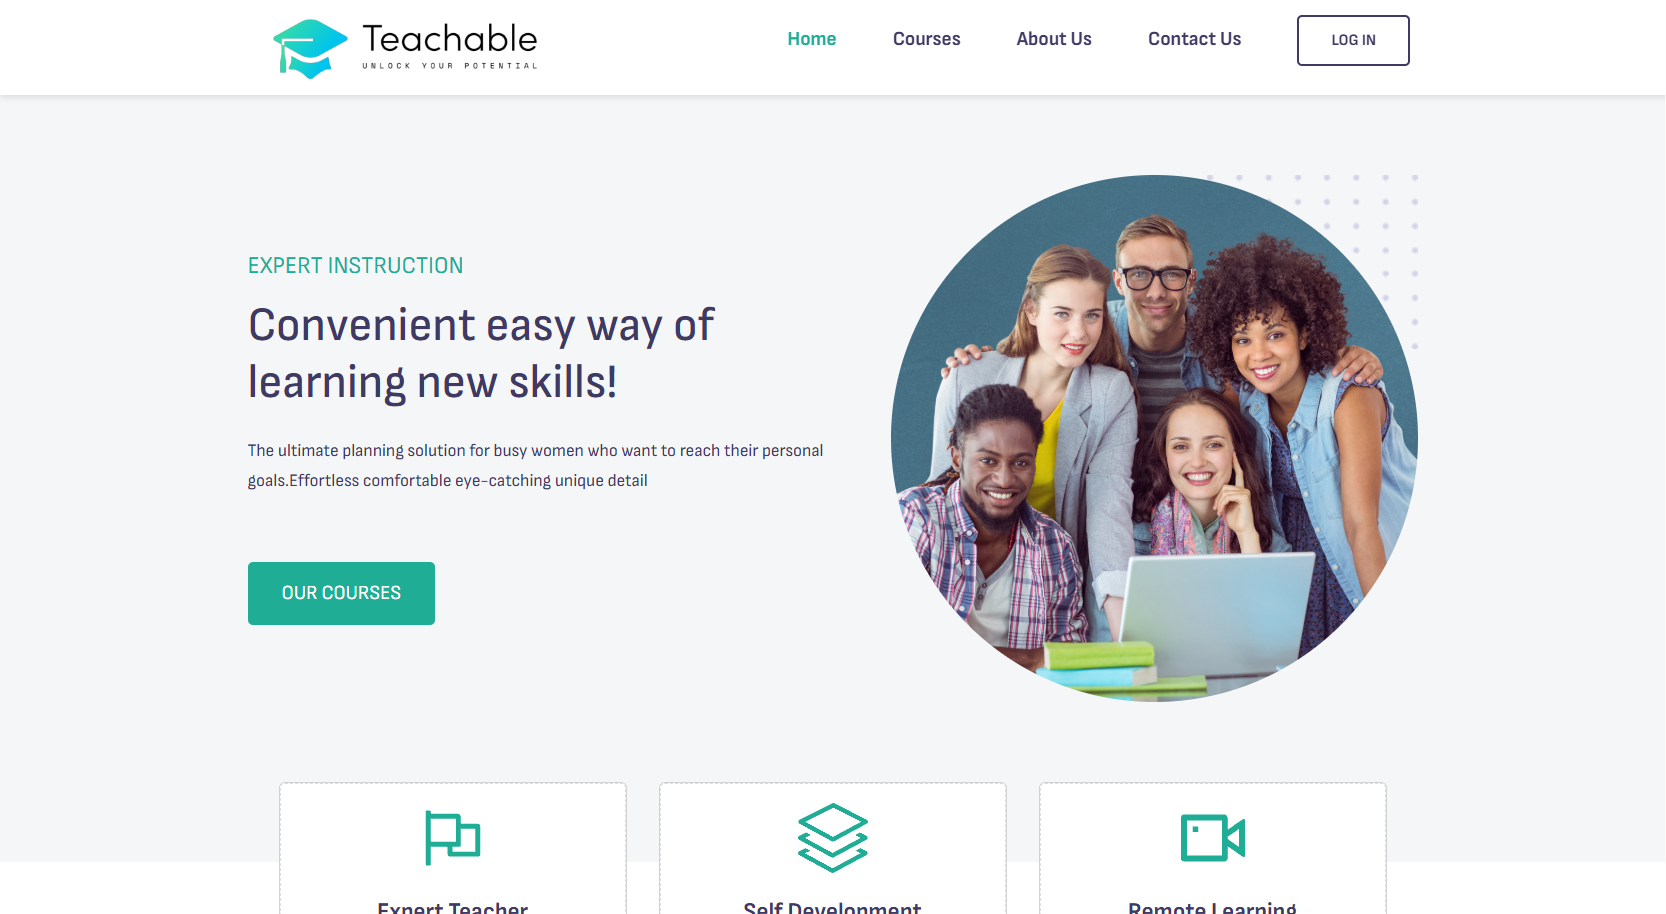 Teachable
UNLOCK YOUR POTENTIAL
Home
Courses
About Us
Contact Us
LOG IN
EXPERT INSTRUCTION
Convenient easy way of
learning new skills!
The ultimate planning solution for busy women who want to reach their personal
goals.Effortless comfortable eye-catching unique detail
OUR COURSES
Expert Teacher
Self Development
Remote Learning